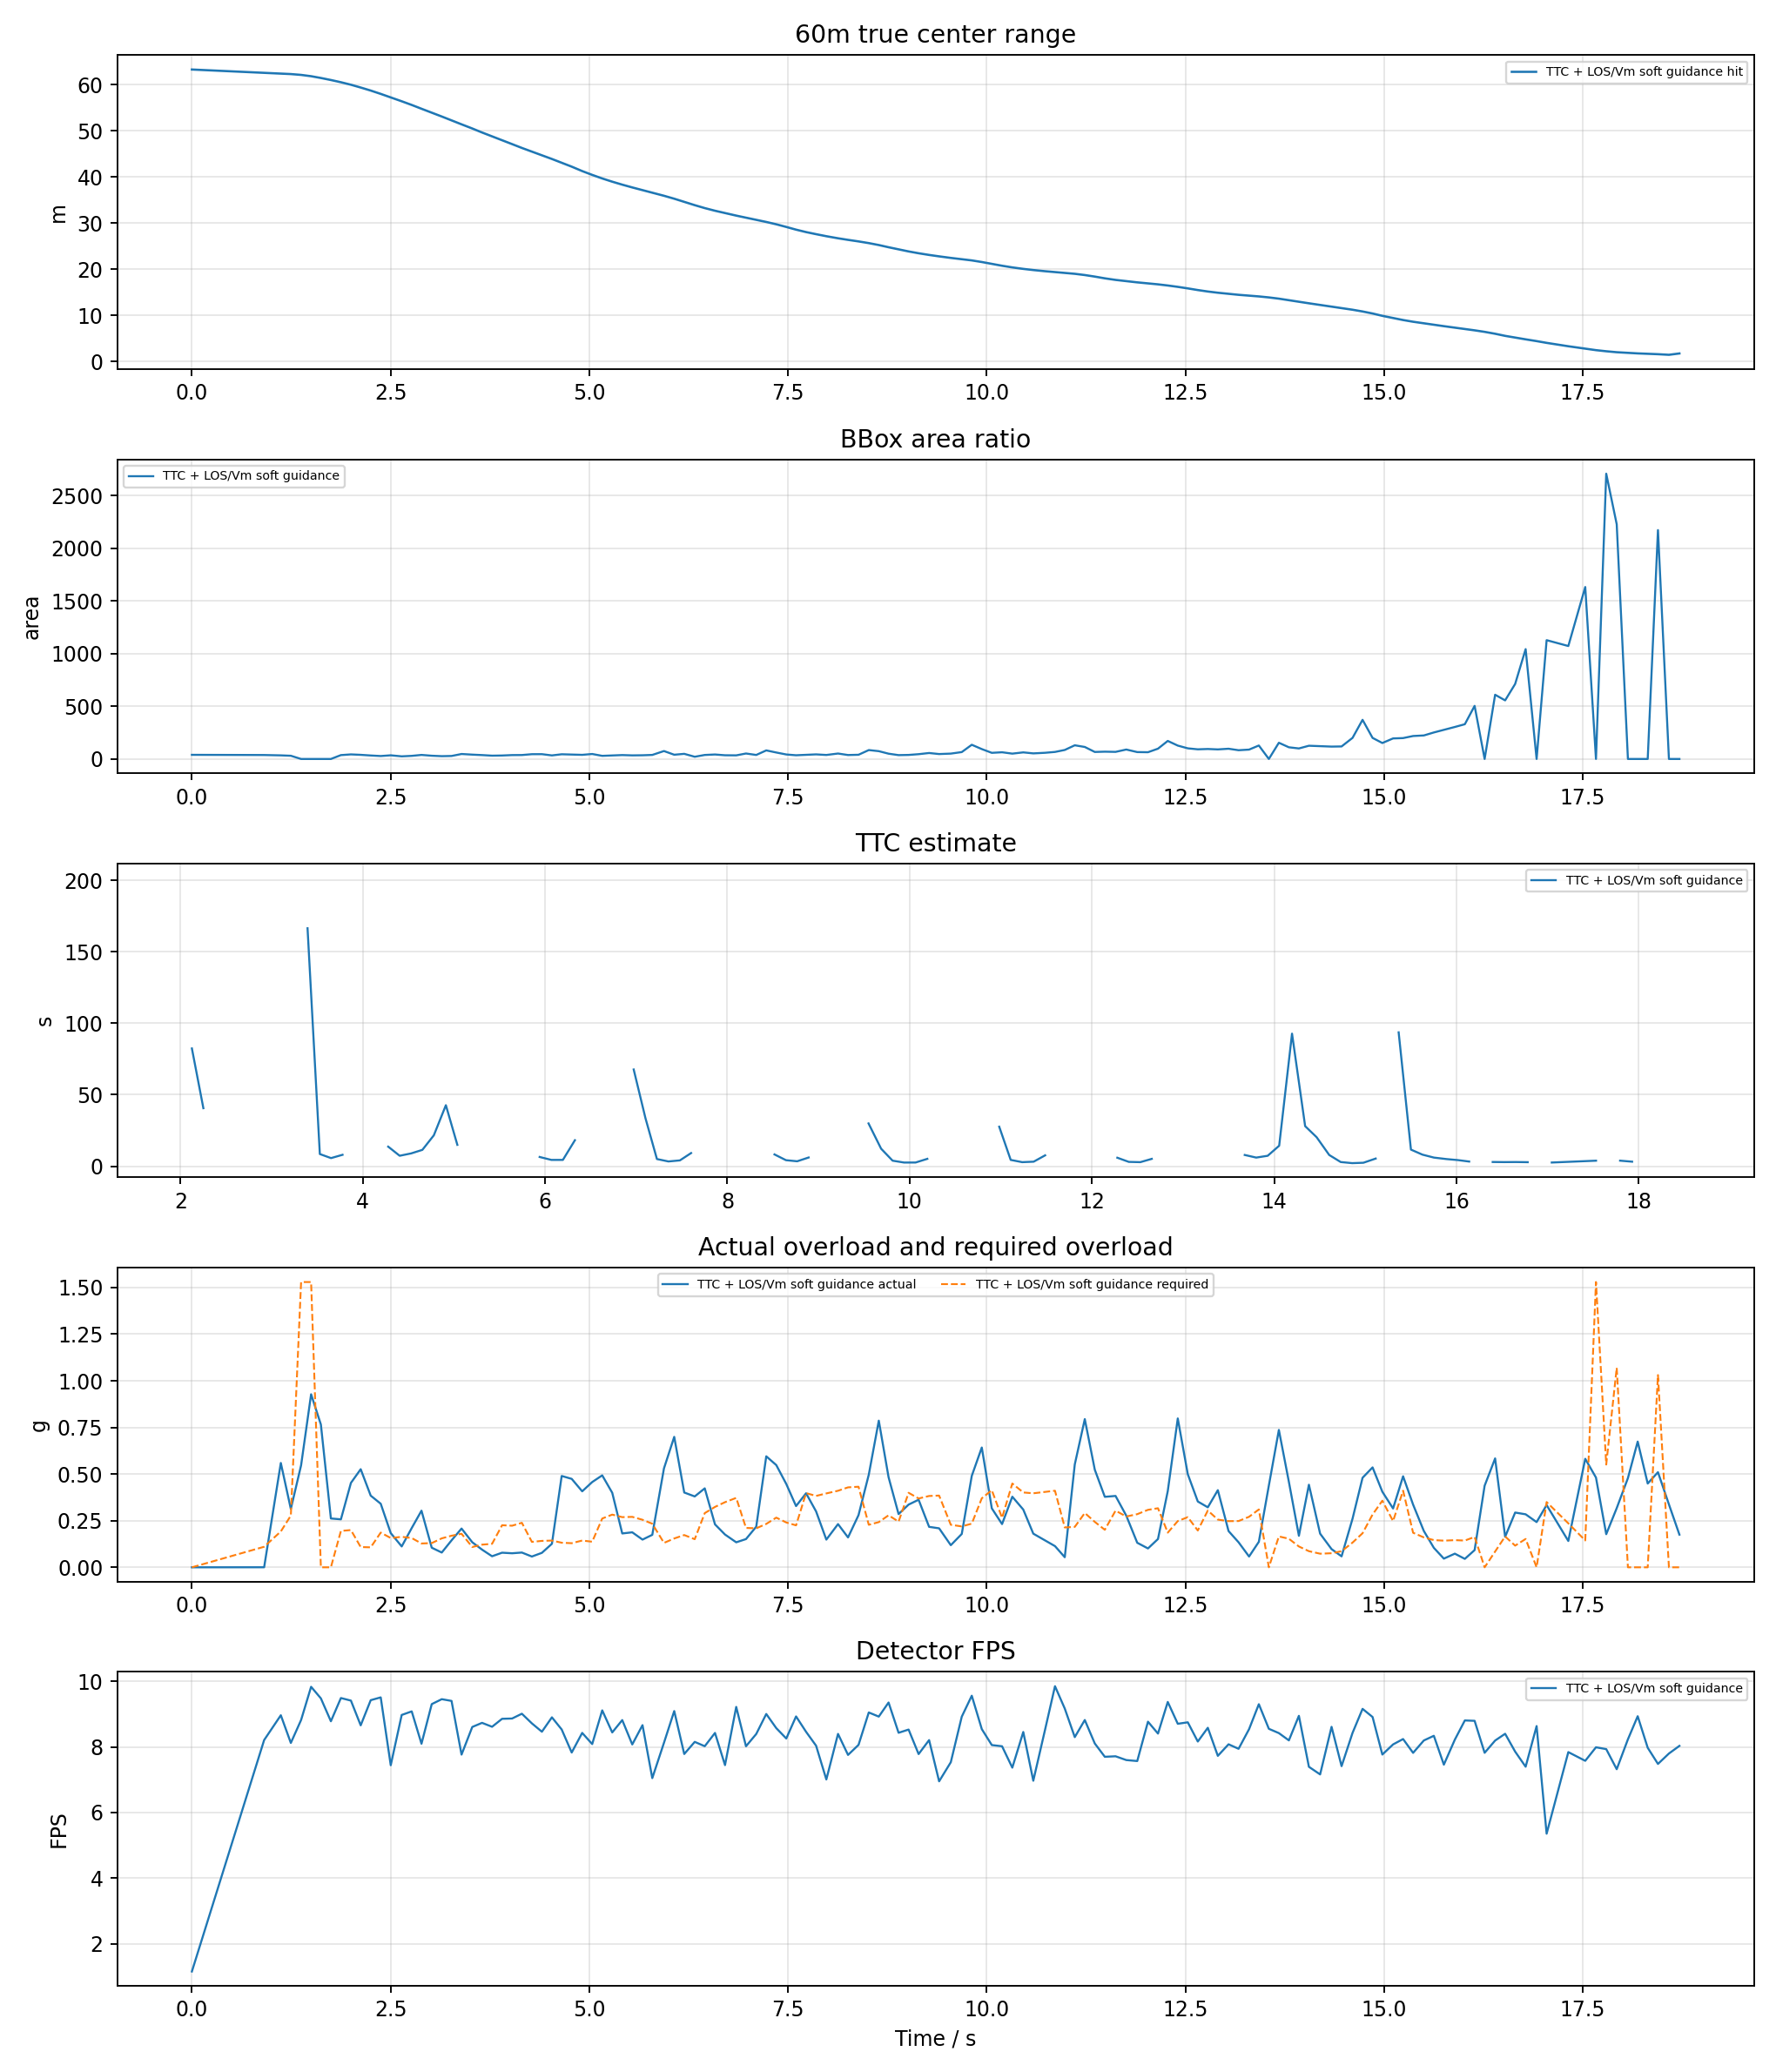 60m true center range
TTC + LOS/Vm soft guidance hit
60
50
40
30
20
10
0
m
0.0 2.5 5.0 7.5 10.0 12.5 15.0 17.5
BBox area ratio
TTC + LOS/Vm soft guidance
2500
2000
1500
1000
500
0
area
0.0 2.5 5.0 7.5 10.0 12.5 15.0 17.5
TTC estimate
TTC + LOS/Vm soft guidance
200
150
100
50
0
s
2 4 6 8 10 12 14 16 18
Actual overload and required overload
TTC + LOS/Vm soft guidance actual TTC + LOS/Vm soft guidance required
1.50
1.25
1.00
0.75
0.50
0.25
0.00
g
0.0 2.5 5.0 7.5 10.0 12.5 15.0 17.5
Detector FPS
TTC + LOS/Vm soft guidance
10
8
6
4
2
FPS
0.0 2.5 5.0 7.5 10.0 12.5 15.0 17.5
Time / s